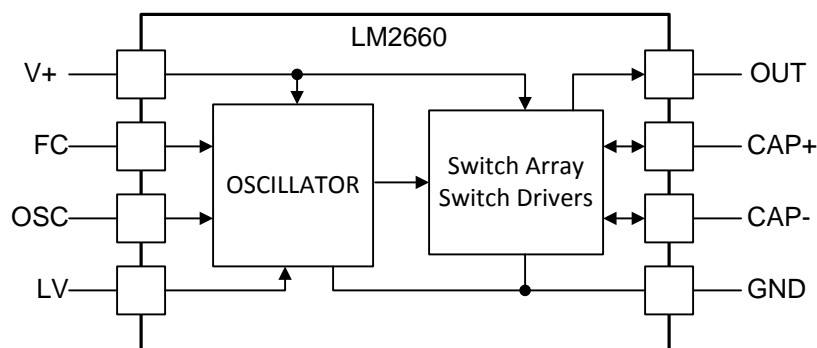 LM2660
V+
OUT
FC
CAP+
OSCILLATOR
Switch Array
Switch Drivers
OSC
CAP-
LV
GND